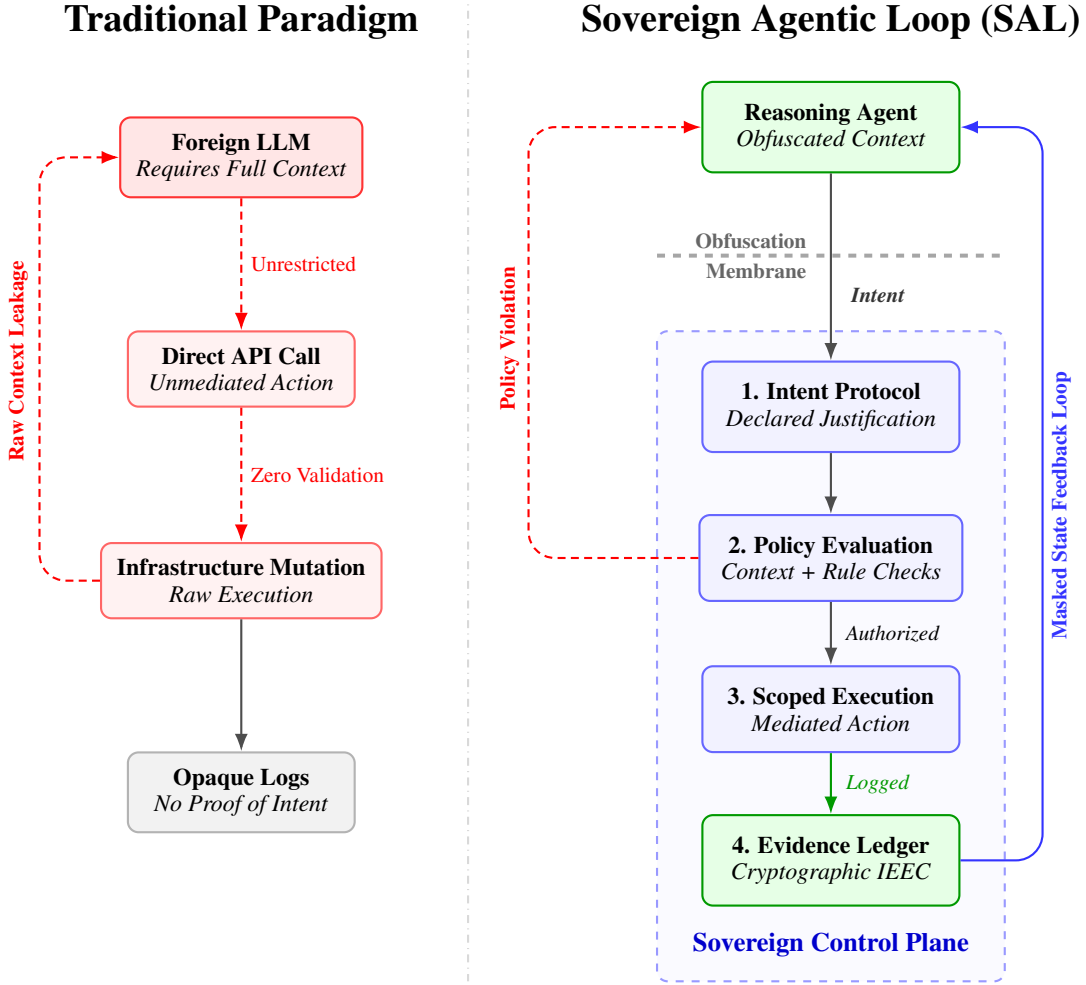 Traditional Paradigm
Foreign LLM
Requires Full Context
Unrestricted
Raw Context Leakage
Direct API Call
Unmediated Action
Zero Validation
Infrastructure Mutation
Raw Execution
Opaque Logs
No Proof of Intent
Sovereign Agentic Loop (SAL)
Reasoning Agent
Obfuscated Context
Obfuscation
Membrane
Intent
Policy Violation
1. Intent Protocol
Declared Justification
Masked State Feedback Loop
2. Policy Evaluation
Context + Rule Checks
Authorized
3. Scoped Execution
Mediated Action
Logged
4. Evidence Ledger
Cryptographic IEEC
Sovereign Control Plane